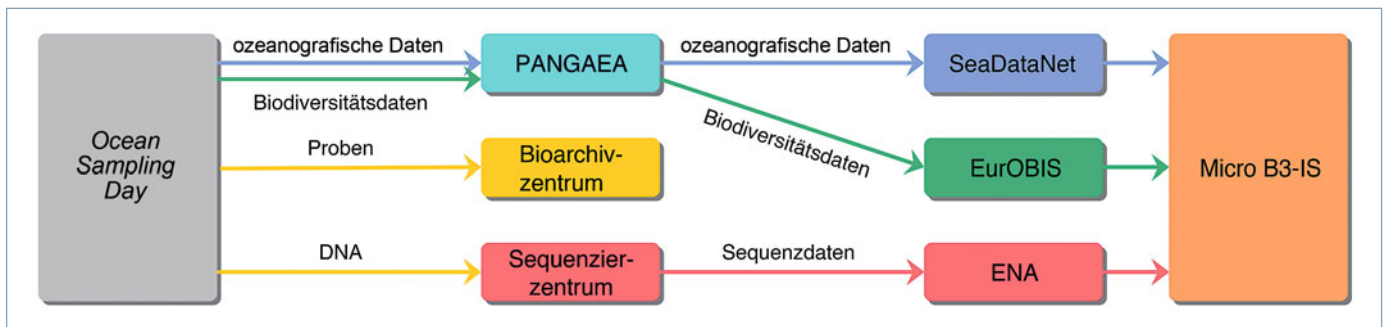 ozeanografische Daten
PANGAEA
ozeanografische Daten
SeaDataNet
Biodiversitätsdaten
Biodiversitätsdaten
Ocean
Sampling
Day
Proben
Bioarchiv-
zentrum
EurOBIS
Micro B3-IS
DNA
Sequenzier-
zentrum
Sequenzdaten
ENA